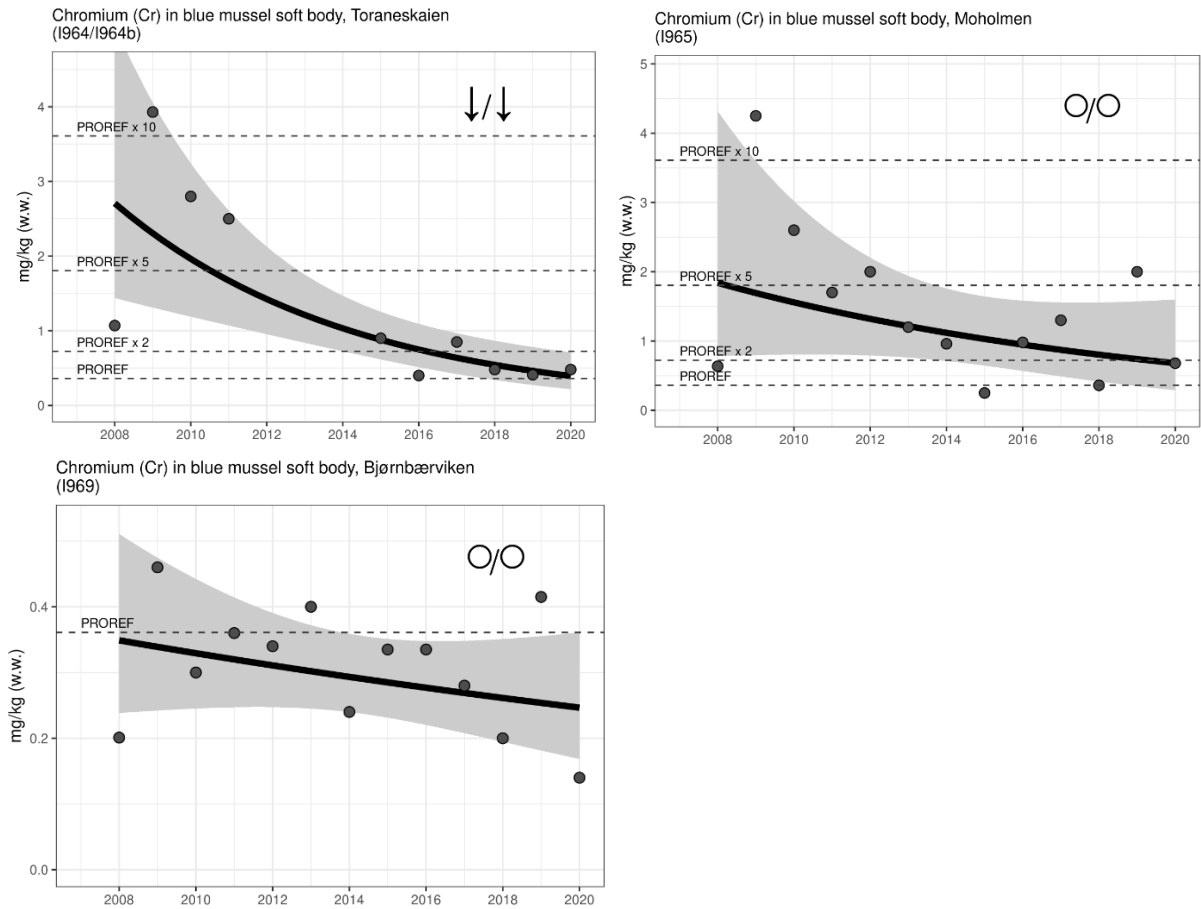 Chromium (Cr) in blue mussel soft body, Toraneskaien
(I964/I964b)
mg/kg (w.w.)
4
3
2
1
0
PROREF x 10
PROREF x 5
PROREF x 2
PROREF
↓/↓
2008 2010 2012 2014 2016 2018 2020
Chromium (Cr) in blue mussel soft body, Moholmen
(I965)
mg/kg (w.w.)
5
4
3
2
1
0
PROREF x 10
PROREF x 5
PROREF x 2
PROREF
○/○
2008 2010 2012 2014 2016 2018 2020
Chromium (Cr) in blue mussel soft body, Bjørnbærviken
(I969)
mg/kg (w.w.)
0.4
0.2
0.0
PROREF
○/○
2008 2010 2012 2014 2016 2018 2020